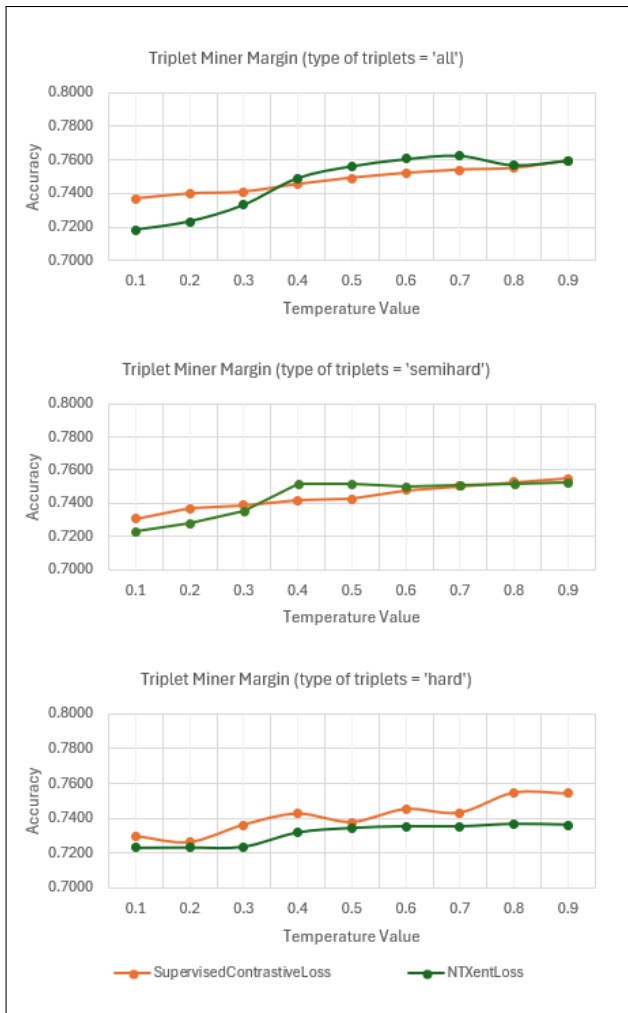 Triplet Miner Margin (type of triplets = 'all')
0.8000
0.7800
0.7600
0.7400
0.7200
0.7000
Accuracy
0.1 0.2 0.3 0.4 0.5 0.6 0.7 0.8 0.9
Temperature Value
Triplet Miner Margin (type of triplets = 'semihard')
0.8000
0.7800
0.7600
0.7400
0.7200
0.7000
Accuracy
0.1 0.2 0.3 0.4 0.5 0.6 0.7 0.8 0.9
Temperature Value
Triplet Miner Margin (type of triplets = 'hard')
0.8000
0.7800
0.7600
0.7400
0.7200
0.7000
Accuracy
0.1 0.2 0.3 0.4 0.5 0.6 0.7 0.8 0.9
Temperature Value
SupervisedContrastiveLoss NTXentLoss